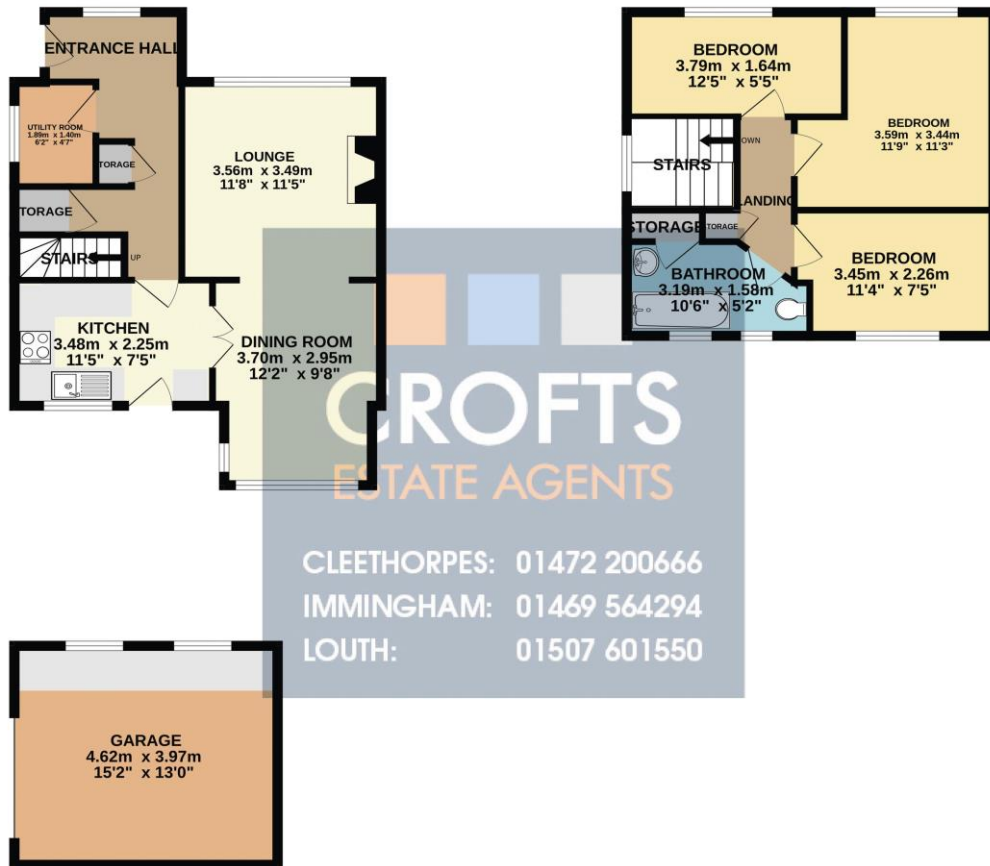 ENTRANCE HALL
UTILITY ROOM
1.89m x 1.40m
6'2" x 4'7"
TORAGE
TORAGE
STAIRS
UP
LOUNGE
3.56m x 3.49m
11'8" x 11'5"
KITCHEN
3.48m x 2.25m
11'5" x 7'5"
DINING ROOM
3.70m x 2.95m
12'2" x 9'8"
BEDROOM
3.79m x 1.64m
12'5" x 5'5"
BEDROOM
3.59m x 3.44m
11'9" x 11'3"
OWN
STAIRS
LANDING
STORAGE
STORAGE
BATHROOM
3.19m x 1.58m
10'6" x 5'2"
BEDROOM
3.45m x 2.26m
11'4" x 7'5"
CROFTS
ESTATE AGENTS
CLEETHORPES: 01472 200666
IMMINGHAM: 01469 564294
LOUTH: 01507 601550
GARAGE
4.62m x 3.97m
15'2" x 13'0"